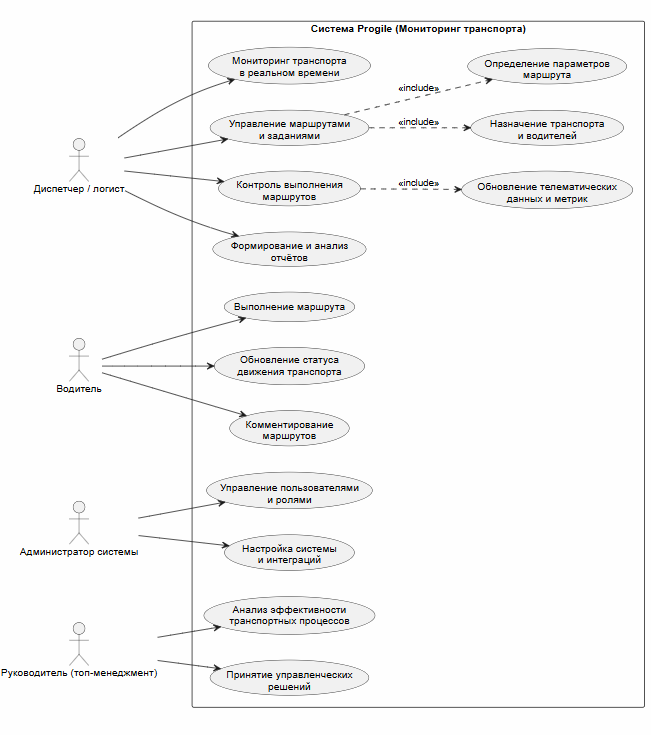 Система Progile (Мониторинг транспорта)
Мониторинг транспорта
в реальном времени
Определение параметров
маршрута
«include»
Управление маршрутами
и заданиями
«include»
Назначение транспорта
и водителей
Диспетчер / логист
Контроль выполнения
маршрутов
«include»
Обновление телематических
данных и метрик
Формирование и анализ
отчётов
Выполнение маршрута
Обновление статуса
движения транспорта
Водитель
Комментирование
маршрутов
Управление пользователями
и ролями
Администратор системы
Настройка системы
и интеграций
Анализ эффективности
транспортных процессов
Руководитель (топ-менеджмент)
Принятие управленческих
решений